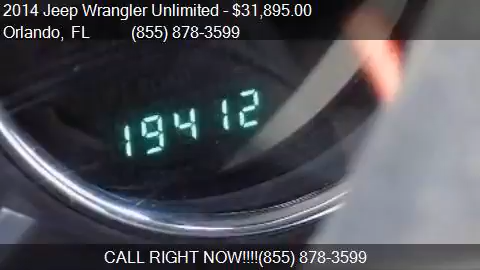 2014 Jeep Wrangler Unlimited - $31,895.00
Orlando, FL (855) 878-3599
19412
CALL RIGHT NOW!!!!(855) 878-3599